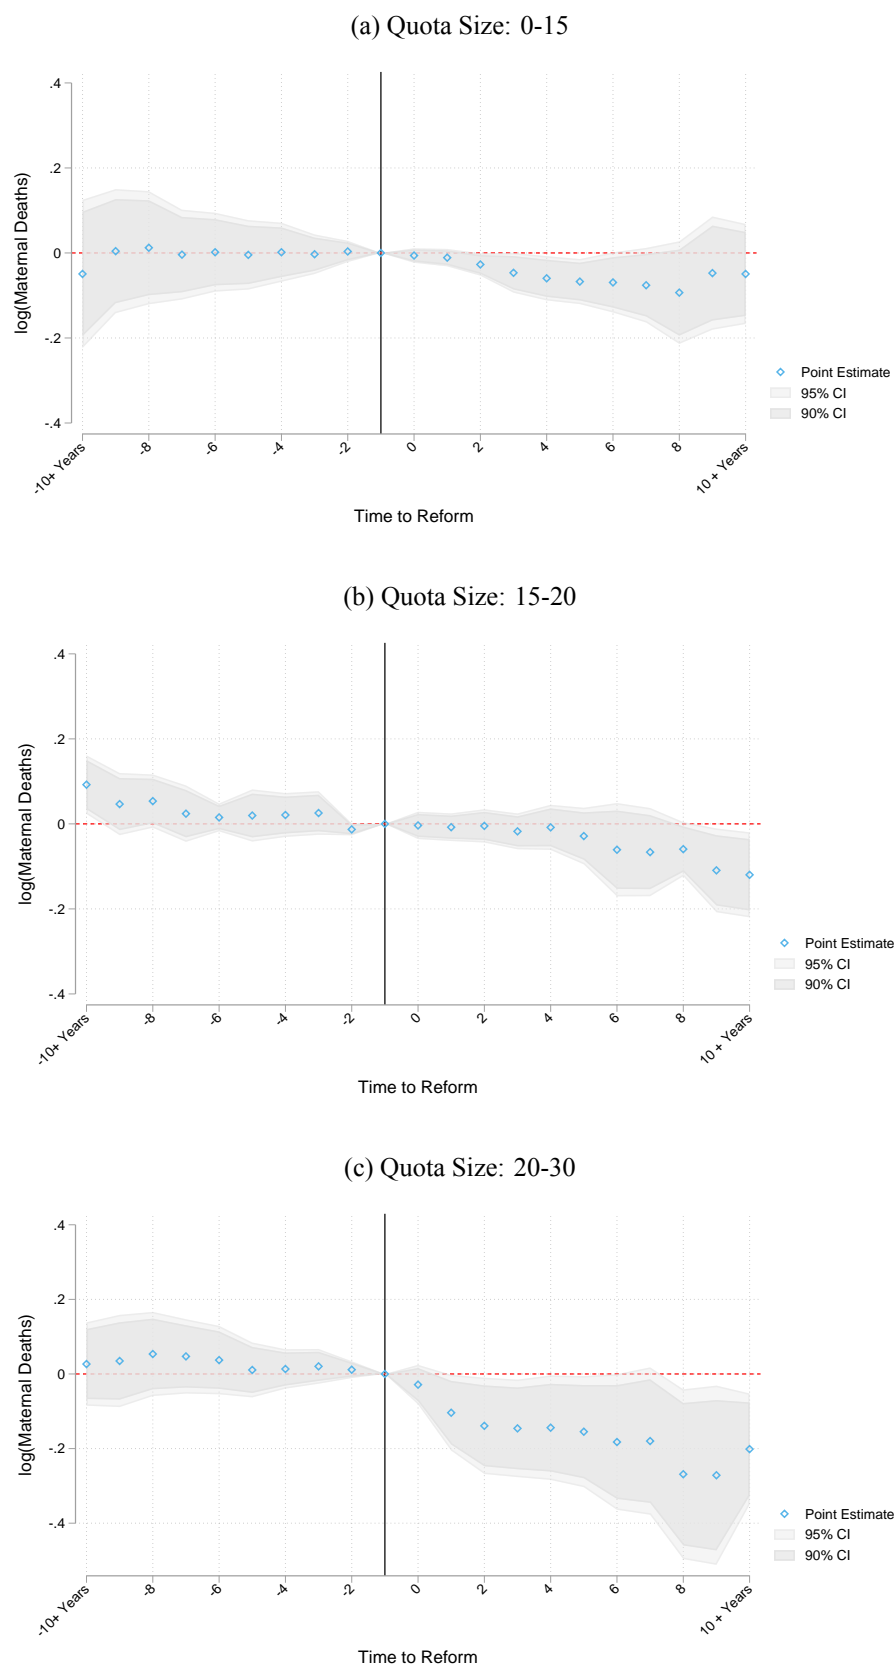 (a) Quota Size: 0-15
.4
.2
0
-.2
-.4
log(Maternal Deaths)
-10+ Years
-8
-6
-4
-2
0
2
4
6
8
10 + Years
Time to Reform
Point Estimate
95% CI
90% CI
(b) Quota Size: 15-20
.4
.2
0
-.2
-.4
log(Maternal Deaths)
-10+ Years
-8
-6
-4
-2
0
2
4
6
8
10 + Years
Time to Reform
Point Estimate
95% CI
90% CI
(c) Quota Size: 20-30
.4
.2
0
-.2
-.4
log(Maternal Deaths)
-10+ Years
-8
-6
-4
-2
0
2
4
6
8
10 + Years
Time to Reform
Point Estimate
95% CI
90% CI